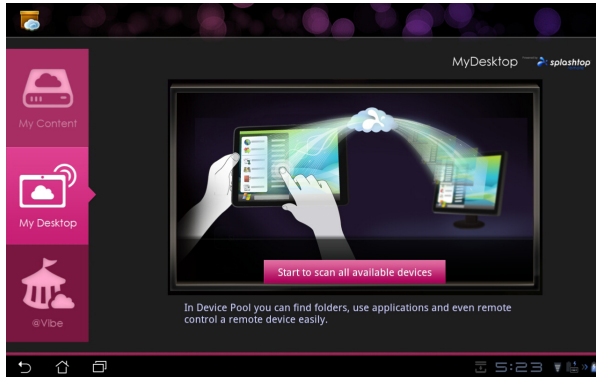 MyDesktop splashtop
My Content
My Desktop
@Vibe
Start to scan all available devices
In Device Pool you can find folders, use applications and even remote
control a remote device easily.
5:23